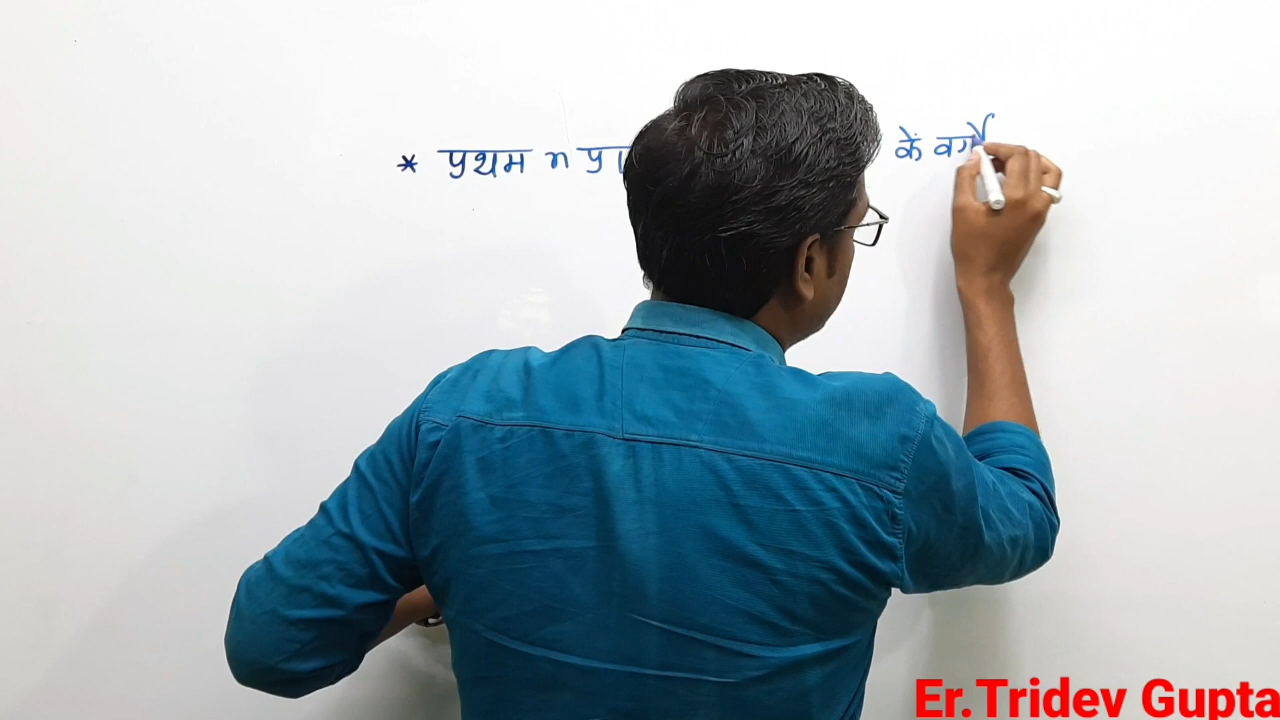 * प्रथम n प्रा के वर्गों
Er.Tridev Gupta